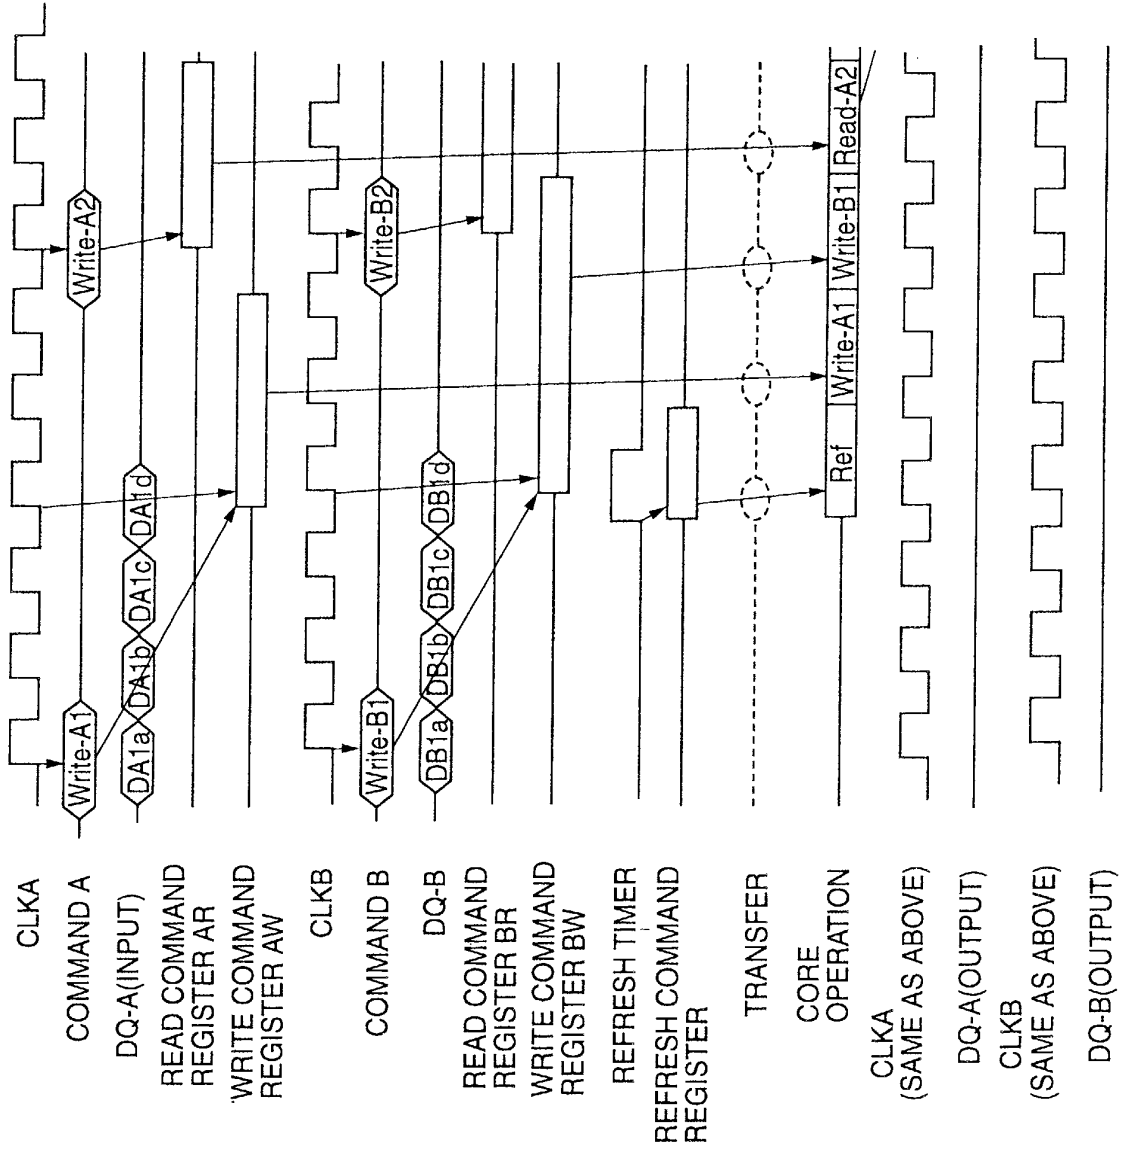 CLKA
COMMAND A
Write-A1
Write-A2
DQ-A(INPUT)
DA1a
DA1b
DA1c
DA1d
READ COMMAND
REGISTER AR
WRITE COMMAND
REGISTER AW
CLKB
COMMAND B
Write-B1
Write-B2
DQ-B
DB1a
DB1b
DB1c
DB1d
READ COMMAND
REGISTER BR
WRITE COMMAND
REGISTER BW
REFRESH TIMER
REFRESH COMMAND
REGISTER
TRANSFER
CORE
OPERATION
Ref
Write-A1
Write-B1
Read-A2
CLKA
(SAME AS ABOVE)
DQ-A(OUTPUT)
CLKB
(SAME AS ABOVE)
DQ-B(OUTPUT)